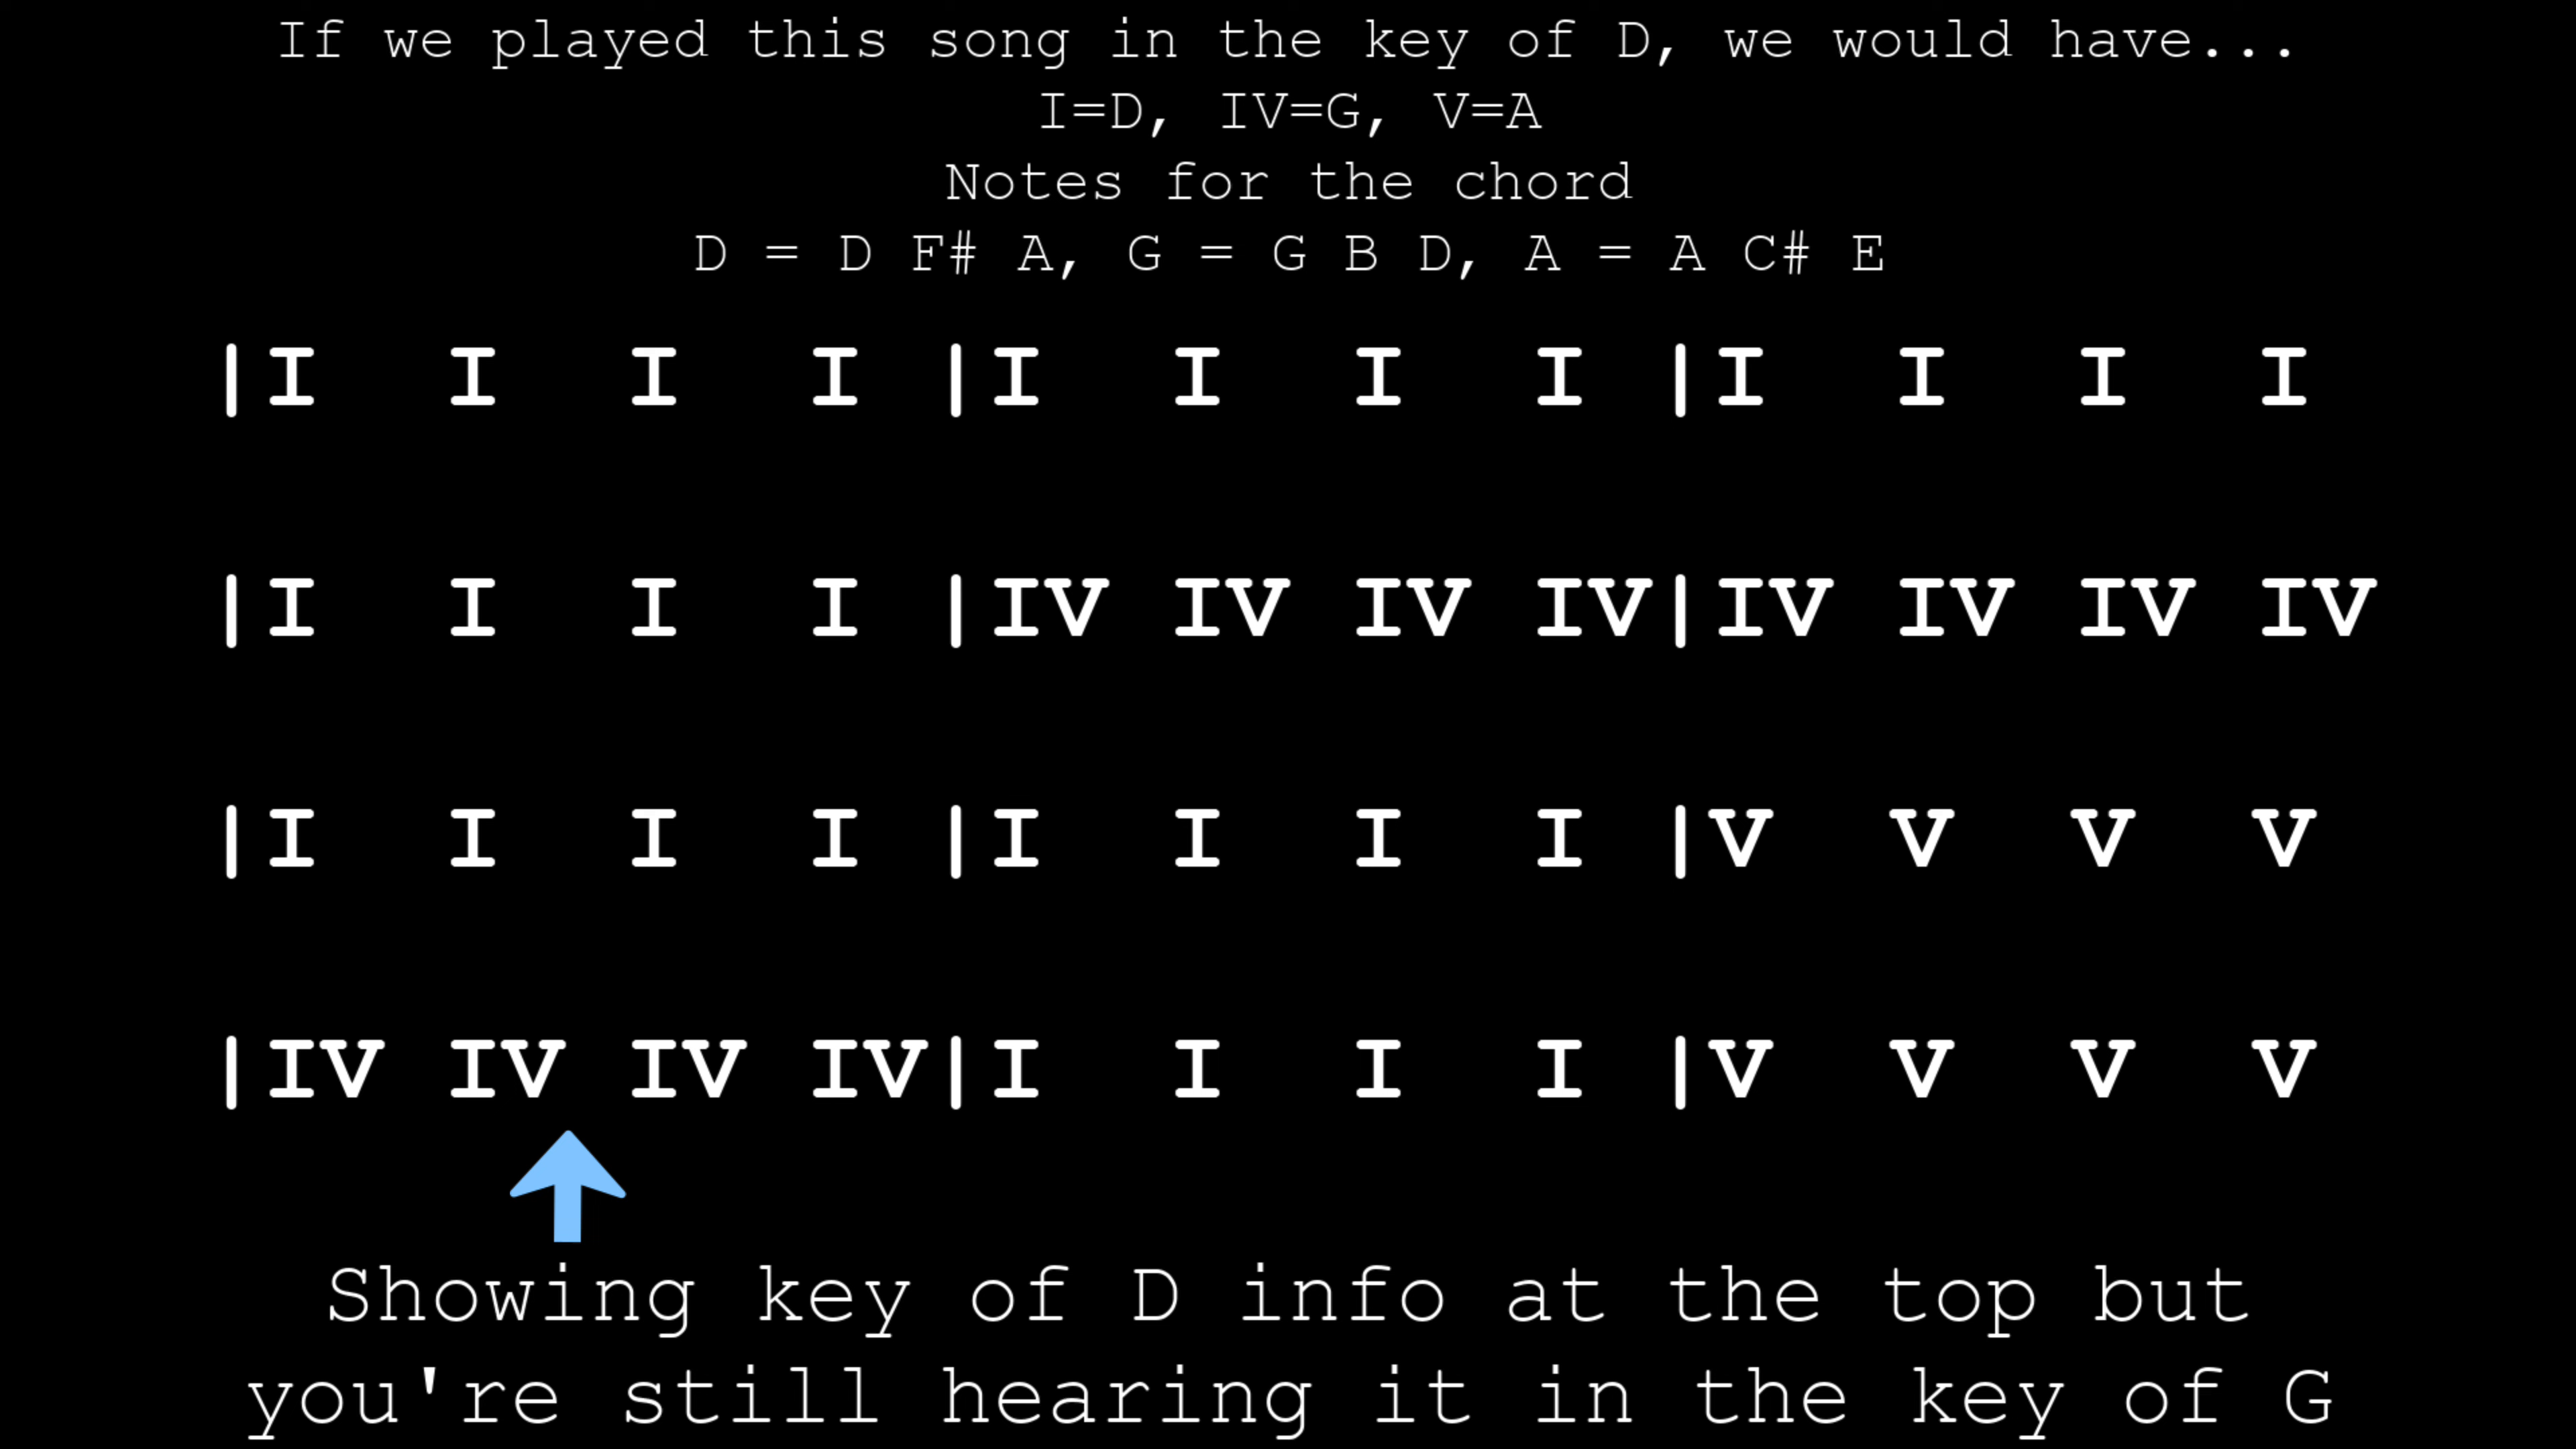 If we played this song in the key of D, we would have...
I=D, IV=G, V=A
Notes for the chord
D = D F# A, G = G B D, A = A C# E
|I I I I |I I I I |I I I I
|I I I I |IV IV IV IV|IV IV IV IV
|I I I I |I I I I |V V V V
|IV IV IV IV|I I I I |V V V V
Showing key of D info at the top but
you're still hearing it in the key of G